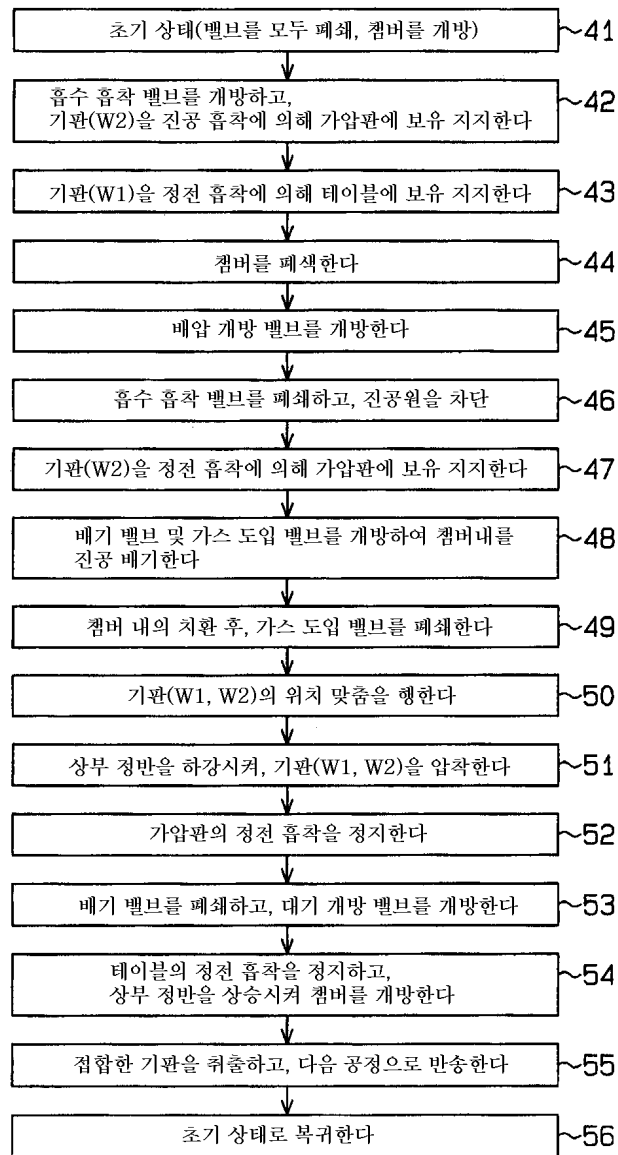 초기 상태(밸브를 모두 폐쇄, 챔버를 개방) 41
흡수 흡착 밸브를 개방하고,
기판(W2)을 진공 흡착에 의해 가압판에 보유 지지한다 42
기판(W1)을 정전 흡착에 의해 테이블에 보유 지지한다 43
챔버를 폐색한다 44
배압 개방 밸브를 개방한다 45
흡수 흡착 밸브를 폐쇄하고, 진공원을 차단 46
기판(W2)을 정전 흡착에 의해 가압판에 보유 지지한다 47
배기 밸브 및 가스 도입 밸브를 개방하여 챔버내를
진공 배기한다 48
챔버 내의 치환 후, 가스 도입 밸브를 폐쇄한다 49
기판(W1, W2)의 위치 맞춤을 행한다 50
상부 정반을 하강시켜, 기판(W1, W2)을 압착한다 51
가압판의 정전 흡착을 정지한다 52
배기 밸브를 폐쇄하고, 대기 개방 밸브를 개방한다 53
테이블의 정전 흡착을 정지하고,
상부 정반을 상승시켜 챔버를 개방한다 54
접합한 기판을 취출하고, 다음 공정으로 반송한다 55
초기 상태로 복귀한다 56